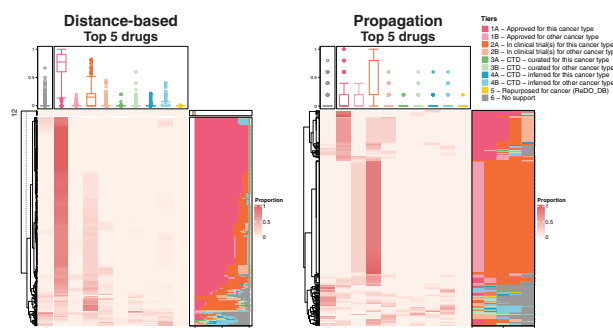 Distance-based
Top 5 drugs
Propagation
Top 5 drugs
Tiers
1A – Approved for this cancer type
1B – Approved for other cancer type
2A – In clinical trial(s) for this cancer type
2B – In clinical trial(s) for other cancer type
3A – CTD – curated for this cancer type
3B – CTD – curated for other cancer type
4A – CTD – inferred for this cancer type
4B – CTD – inferred for other cancer type
5 – Repurposed for cancer (ReDO_DB)
6 – No support
1
0.5
0
1
0.5
0
12
Proportion
1
0.5
0
Proportion
1
0.5
0